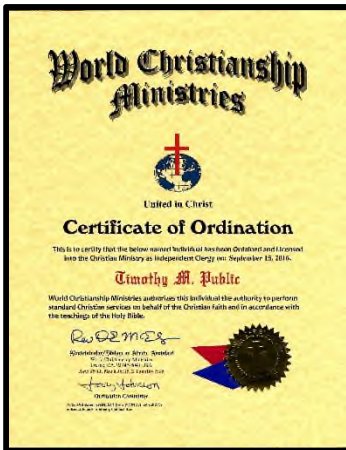 World Christianship
Ministries
United in Christ
Certificate of Ordination
This is to certify that the below named individual has been Ordained and Licensed
into the Christian Ministry as Independent Clergy on: September 15, 2016.
Timothy M. Public
World Christianship Ministries authorizes this individual the authority to perform
standard Christian services on behalf of the Christian Faith and in accordance with
the teachings of the Holy Bible.
Ordination Committee